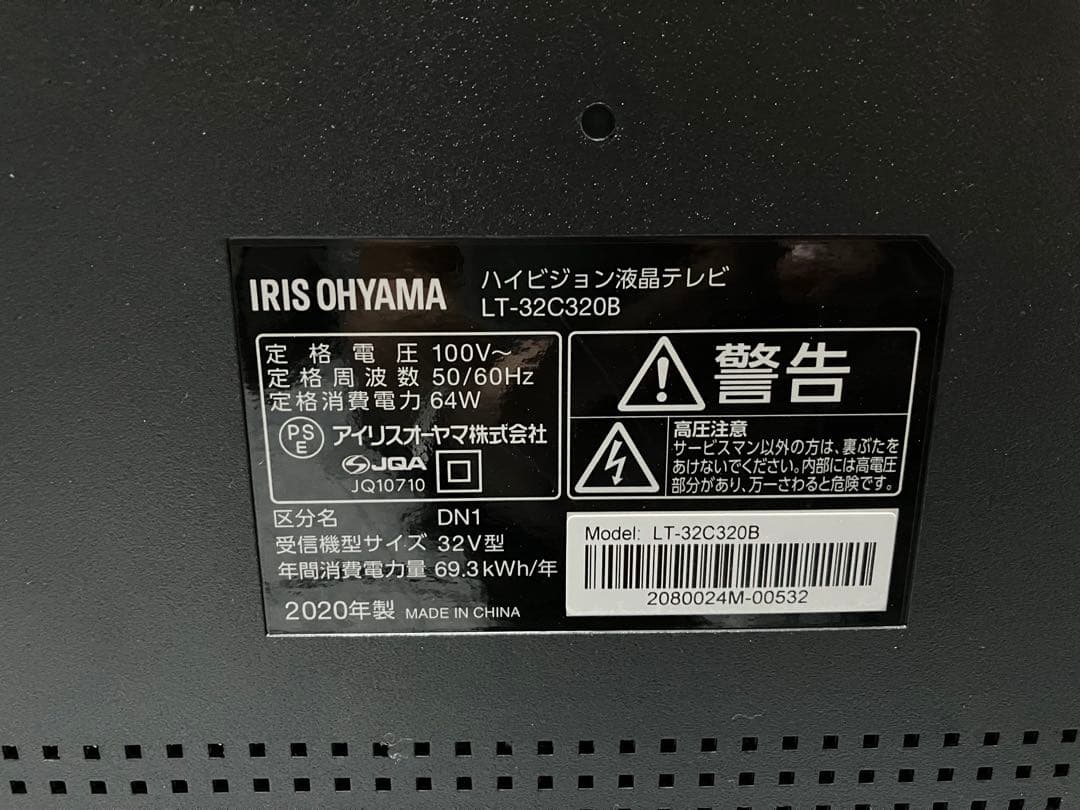 IRIS OHYAMA
ハイビジョン液晶テレビ
LT-32C320B
定格電圧 100V～
定格周波数 50/60Hz
定格消費電力 64W
PSE アイリスオーヤマ株式会社
JQA
JQ10710
区分名 DN1
受信機型サイズ 32V型
年間消費電力量 69.3kWh/年
2020年製 MADE IN CHINA
警告
高圧注意
サービスマン以外の方は、裏ぶたを
あけないでください。内部には高電圧
部分があり、万一さわると危険です。
Model: LT-32C320B
2080024M-00532